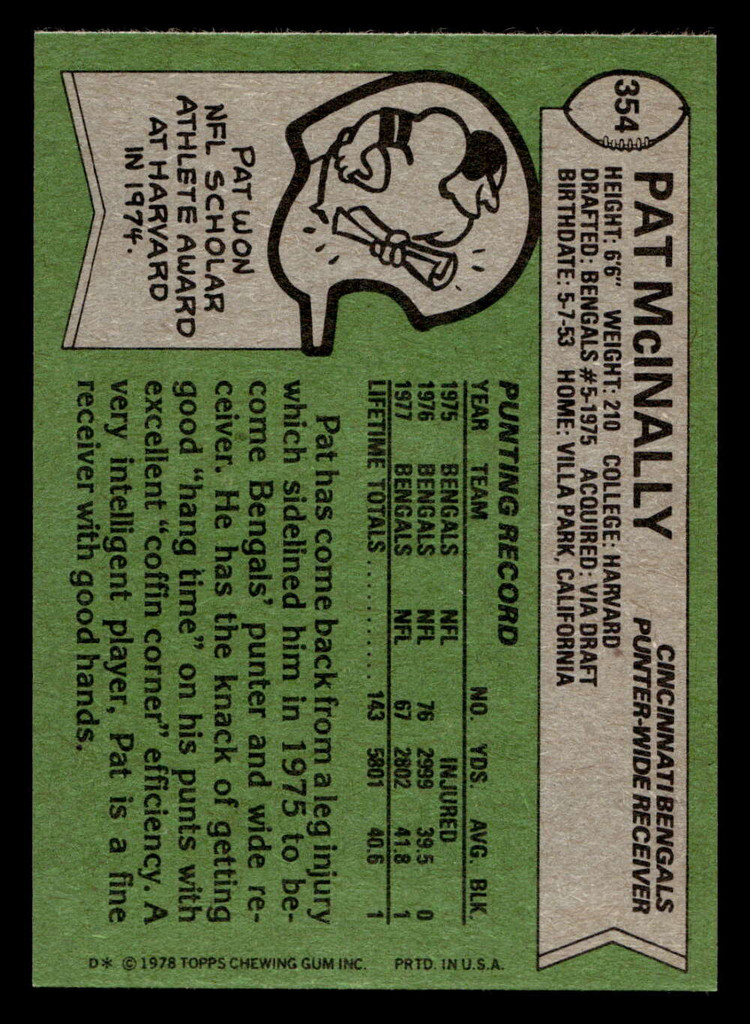 354
PAT McINALLY
CINCINNATI BENGALS
PUNTER-WIDE RECEIVER
HEIGHT: 6'6" WEIGHT: 210 COLLEGE: HARVARD
DRAFTED: BENGALS #5-1975 ACQUIRED: VIA DRAFT
BIRTHDATE: 5-7-53 HOME: VILLA PARK, CALIFORNIA
PAT WON
NFL SCHOLAR
ATHLETE AWARD
AT HARVARD
IN 1974.
PUNTING RECORD
YEAR TEAM NO. YDS. AVG. BLK.
1975 BENGALS NFL INJURED
1976 BENGALS NFL 76 2999 39.5 0
1977 BENGALS NFL 67 2802 41.8 1
LIFETIME TOTALS........... 143 5801 40.6 1
Pat has come back from a leg injury
which sidelined him in 1975 to be-
come Bengals' punter and wide re-
ceiver. He has the knack of getting
good "hang time" on his punts with
excellent "coffin corner" efficiency. A
very intelligent player, Pat is a fine
receiver with good hands.
D* © 1978 TOPPS CHEWING GUM INC. PRTD. IN U.S.A.